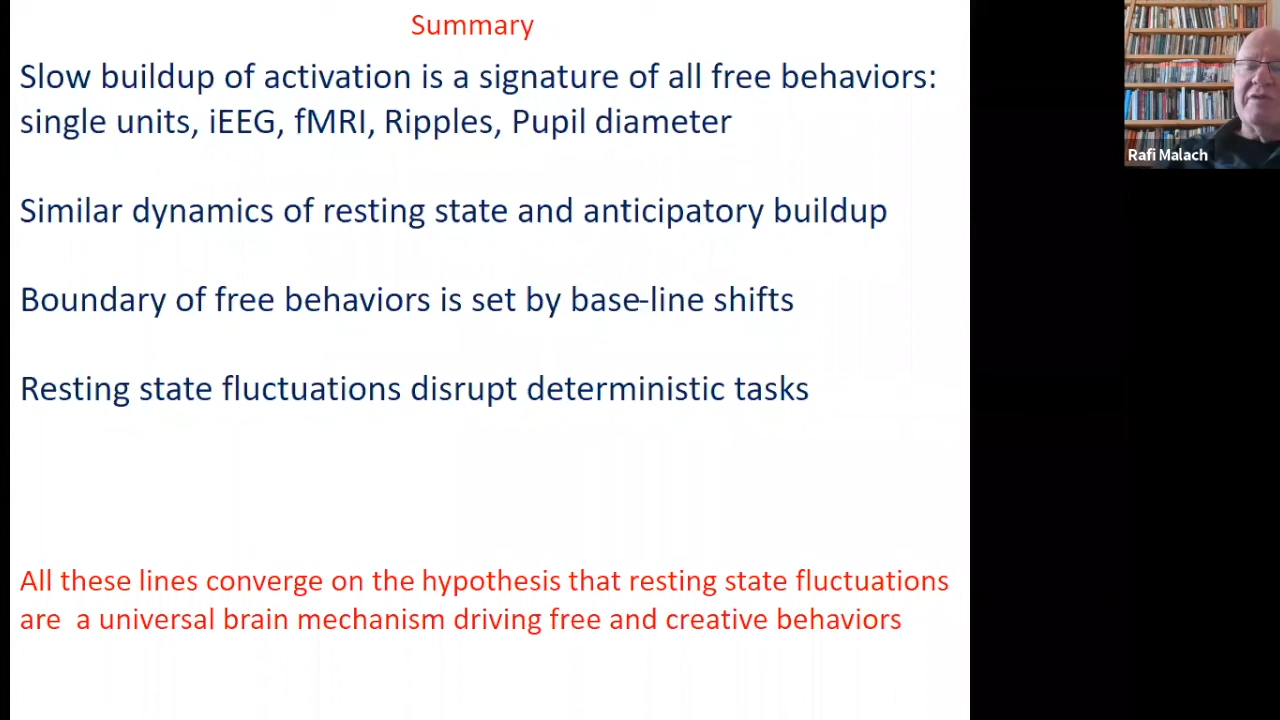 Summary
Slow buildup of activation is a signature of all free behaviors:
single units, iEEG, fMRI, Ripples, Pupil diameter
Similar dynamics of resting state and anticipatory buildup
Boundary of free behaviors is set by base-line shifts
Resting state fluctuations disrupt deterministic tasks
All these lines converge on the hypothesis that resting state fluctuations
are  a universal brain mechanism driving free and creative behaviors
Rafi Malach